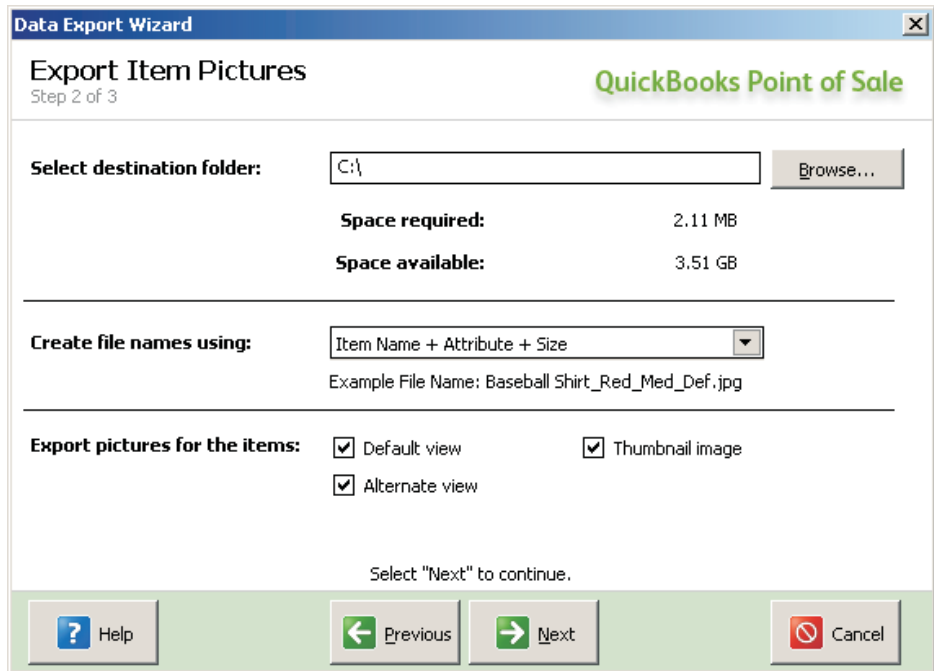 Data Export Wizard
Export Item Pictures
Step 2 of 3
QuickBooks Point of Sale
Select destination folder:
C:\
Browse...
Space required: 2.11 MB
Space available: 3.51 GB
Create file names using:
Item Name + Attribute + Size
Example File Name: Baseball Shirt_Red_Med_Def.jpg
Export pictures for the items:
Default view
Thumbnail image
Alternate view
Select "Next" to continue.
? Help
Previous
Next
Cancel